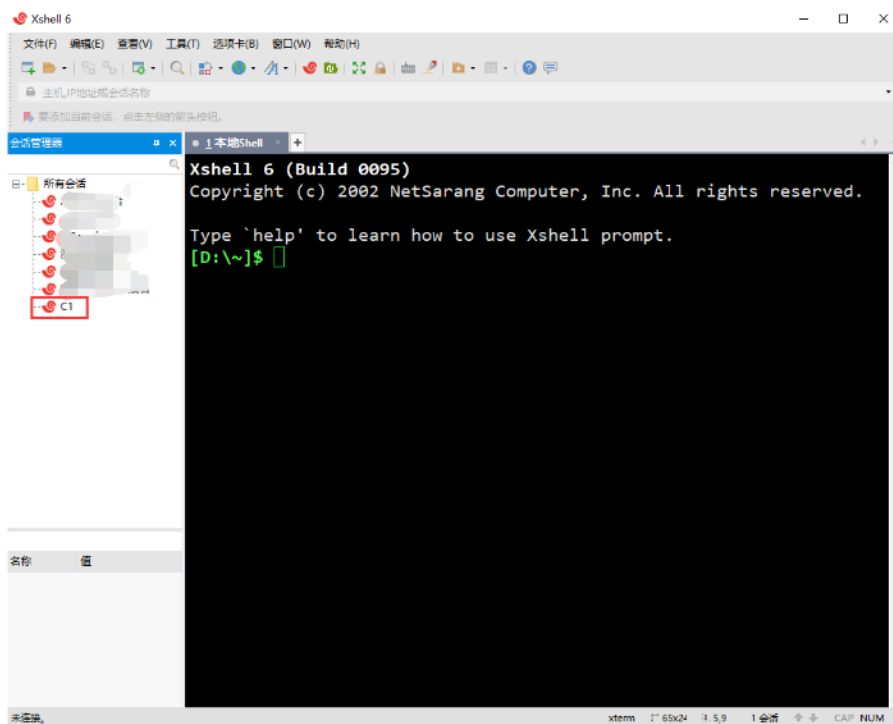 Xshell 6
文件(F) 编辑(E) 查看(V) 工具(T) 选项卡(B) 窗口(W) 帮助(H)
主机,IP地址或会话名称
要添加当前会话，点击左侧的箭头按钮。
会话管理器
1 本地Shell
所有会话
C1
Xshell 6 (Build 0095)
Copyright (c) 2002 NetSarang Computer, Inc. All rights reserved.
Type `help' to learn how to use Xshell prompt.
[D:\~]$
名称 值
未连接。
xterm 65x24 5,9 1 会话 CAP NUM